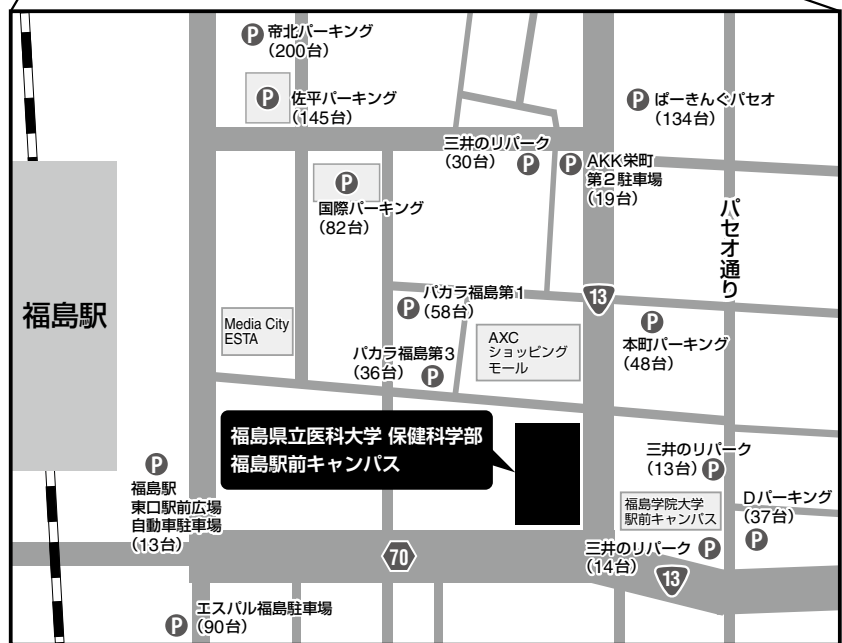 P 帝北パーキング
(200台)
P 佐平パーキング
(145台)
P ぱーきんぐパセオ
(134台)
三井のリパーク
(30台) P
P AKK栄町
第2駐車場
(19台)
P
国際パーキング
(82台)
パセオ通り
福島駅
P パカラ福島第1
(58台)
13
Media City
ESTA
AXC
ショッピング
モール
P
本町パーキング
(48台)
パカラ福島第3
(36台) P
福島県立医科大学 保健科学部
福島駅前キャンパス
三井のリパーク
(13台) P
P
福島駅
東口駅前広場
自動車駐車場
(13台)
福島学院大学
駅前キャンパス
Dパーキング
(37台)
P
70
三井のリパーク P
(14台)
13
P エスパル福島駐車場
(90台)